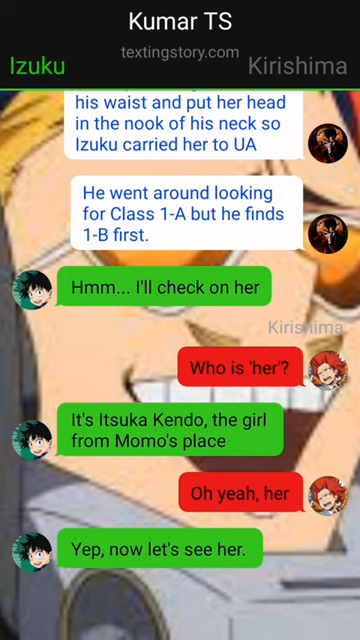 Kumar TS
textingstory.com
Izuku
Kirishima
his waist and put her head
in the nook of his neck so
Izuku carried her to UA
He went around looking
for Class 1-A but he finds
1-B first.
Hmm... I'll check on her
Kirishima
Who is 'her'?
It's Itsuka Kendo, the girl
from Momo's place
Oh yeah, her
Yep, now let's see her.